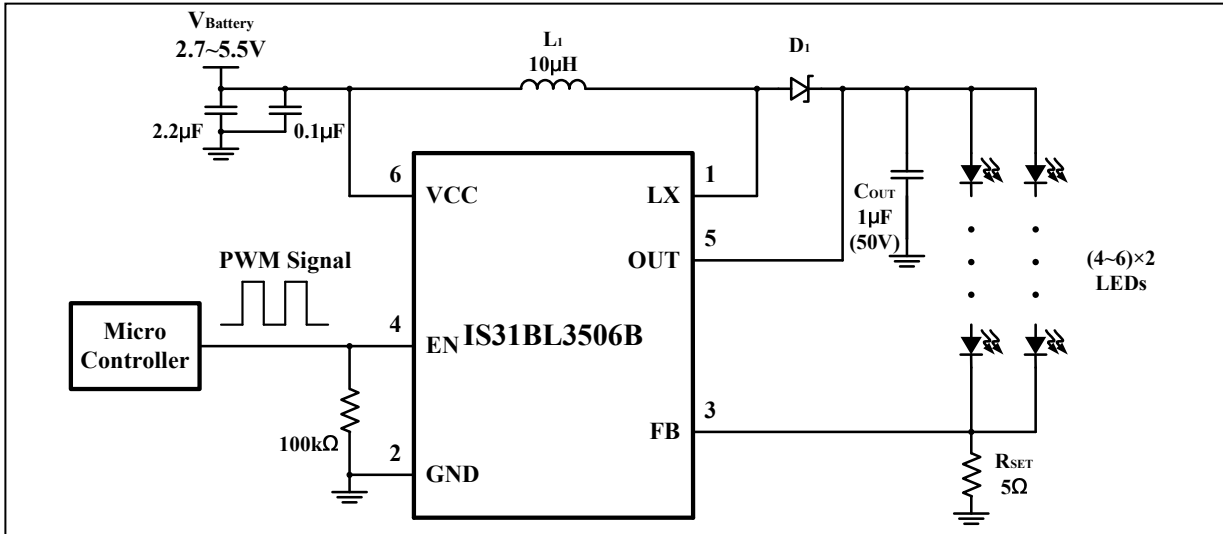 VBattery
2.7~5.5V
L1
10µH
D1
2.2µF
0.1µF
6
VCC
1
LX
COUT
1µF
(50V)
5
OUT
PWM Signal
(4~6)×2
LEDs
Micro
Controller
4
EN
IS31BL3506B
3
FB
100kΩ
2
GND
RSET
5Ω